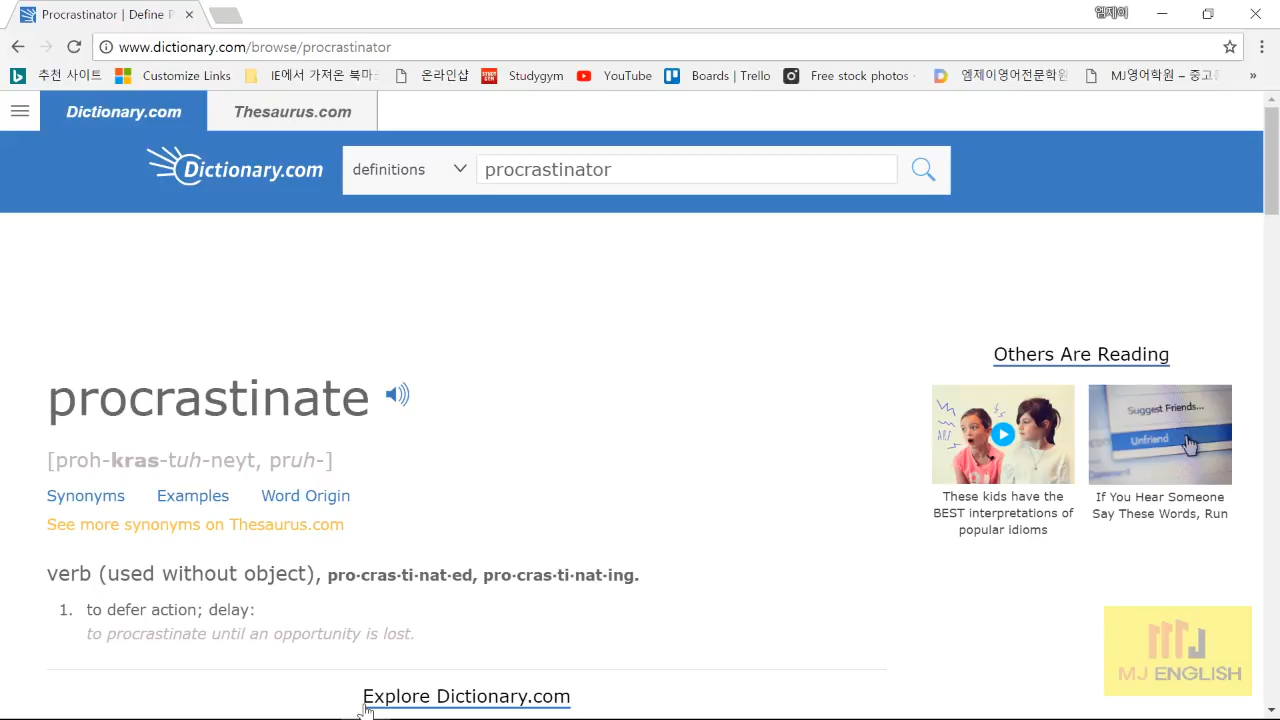 Procrastinator | Define P
엠제이
www.dictionary.com/browse/procrastinator
추천 사이트 Customize Links IE에서 가져온 북마 온라인샵 Studygym YouTube Boards | Trello Free stock photos 엠제이영어전문학원 MJ영어학원 »
Dictionary.com Thesaurus.com
Dictionary.com definitions procrastinator
procrastinate
[proh-kras-tuh-neyt, pruh-]
Synonyms Examples Word Origin
See more synonyms on Thesaurus.com
verb (used without object), pro·cras·ti·nat·ed, pro·cras·ti·nat·ing.
1. to defer action; delay:
to procrastinate until an opportunity is lost.
Explore Dictionary.com
Others Are Reading
ART
These kids have the
BEST interpretations of
popular idioms
Suggest Friends...
Unfriend
If You Hear Someone
Say These Words, Run
MJ ENGLISH